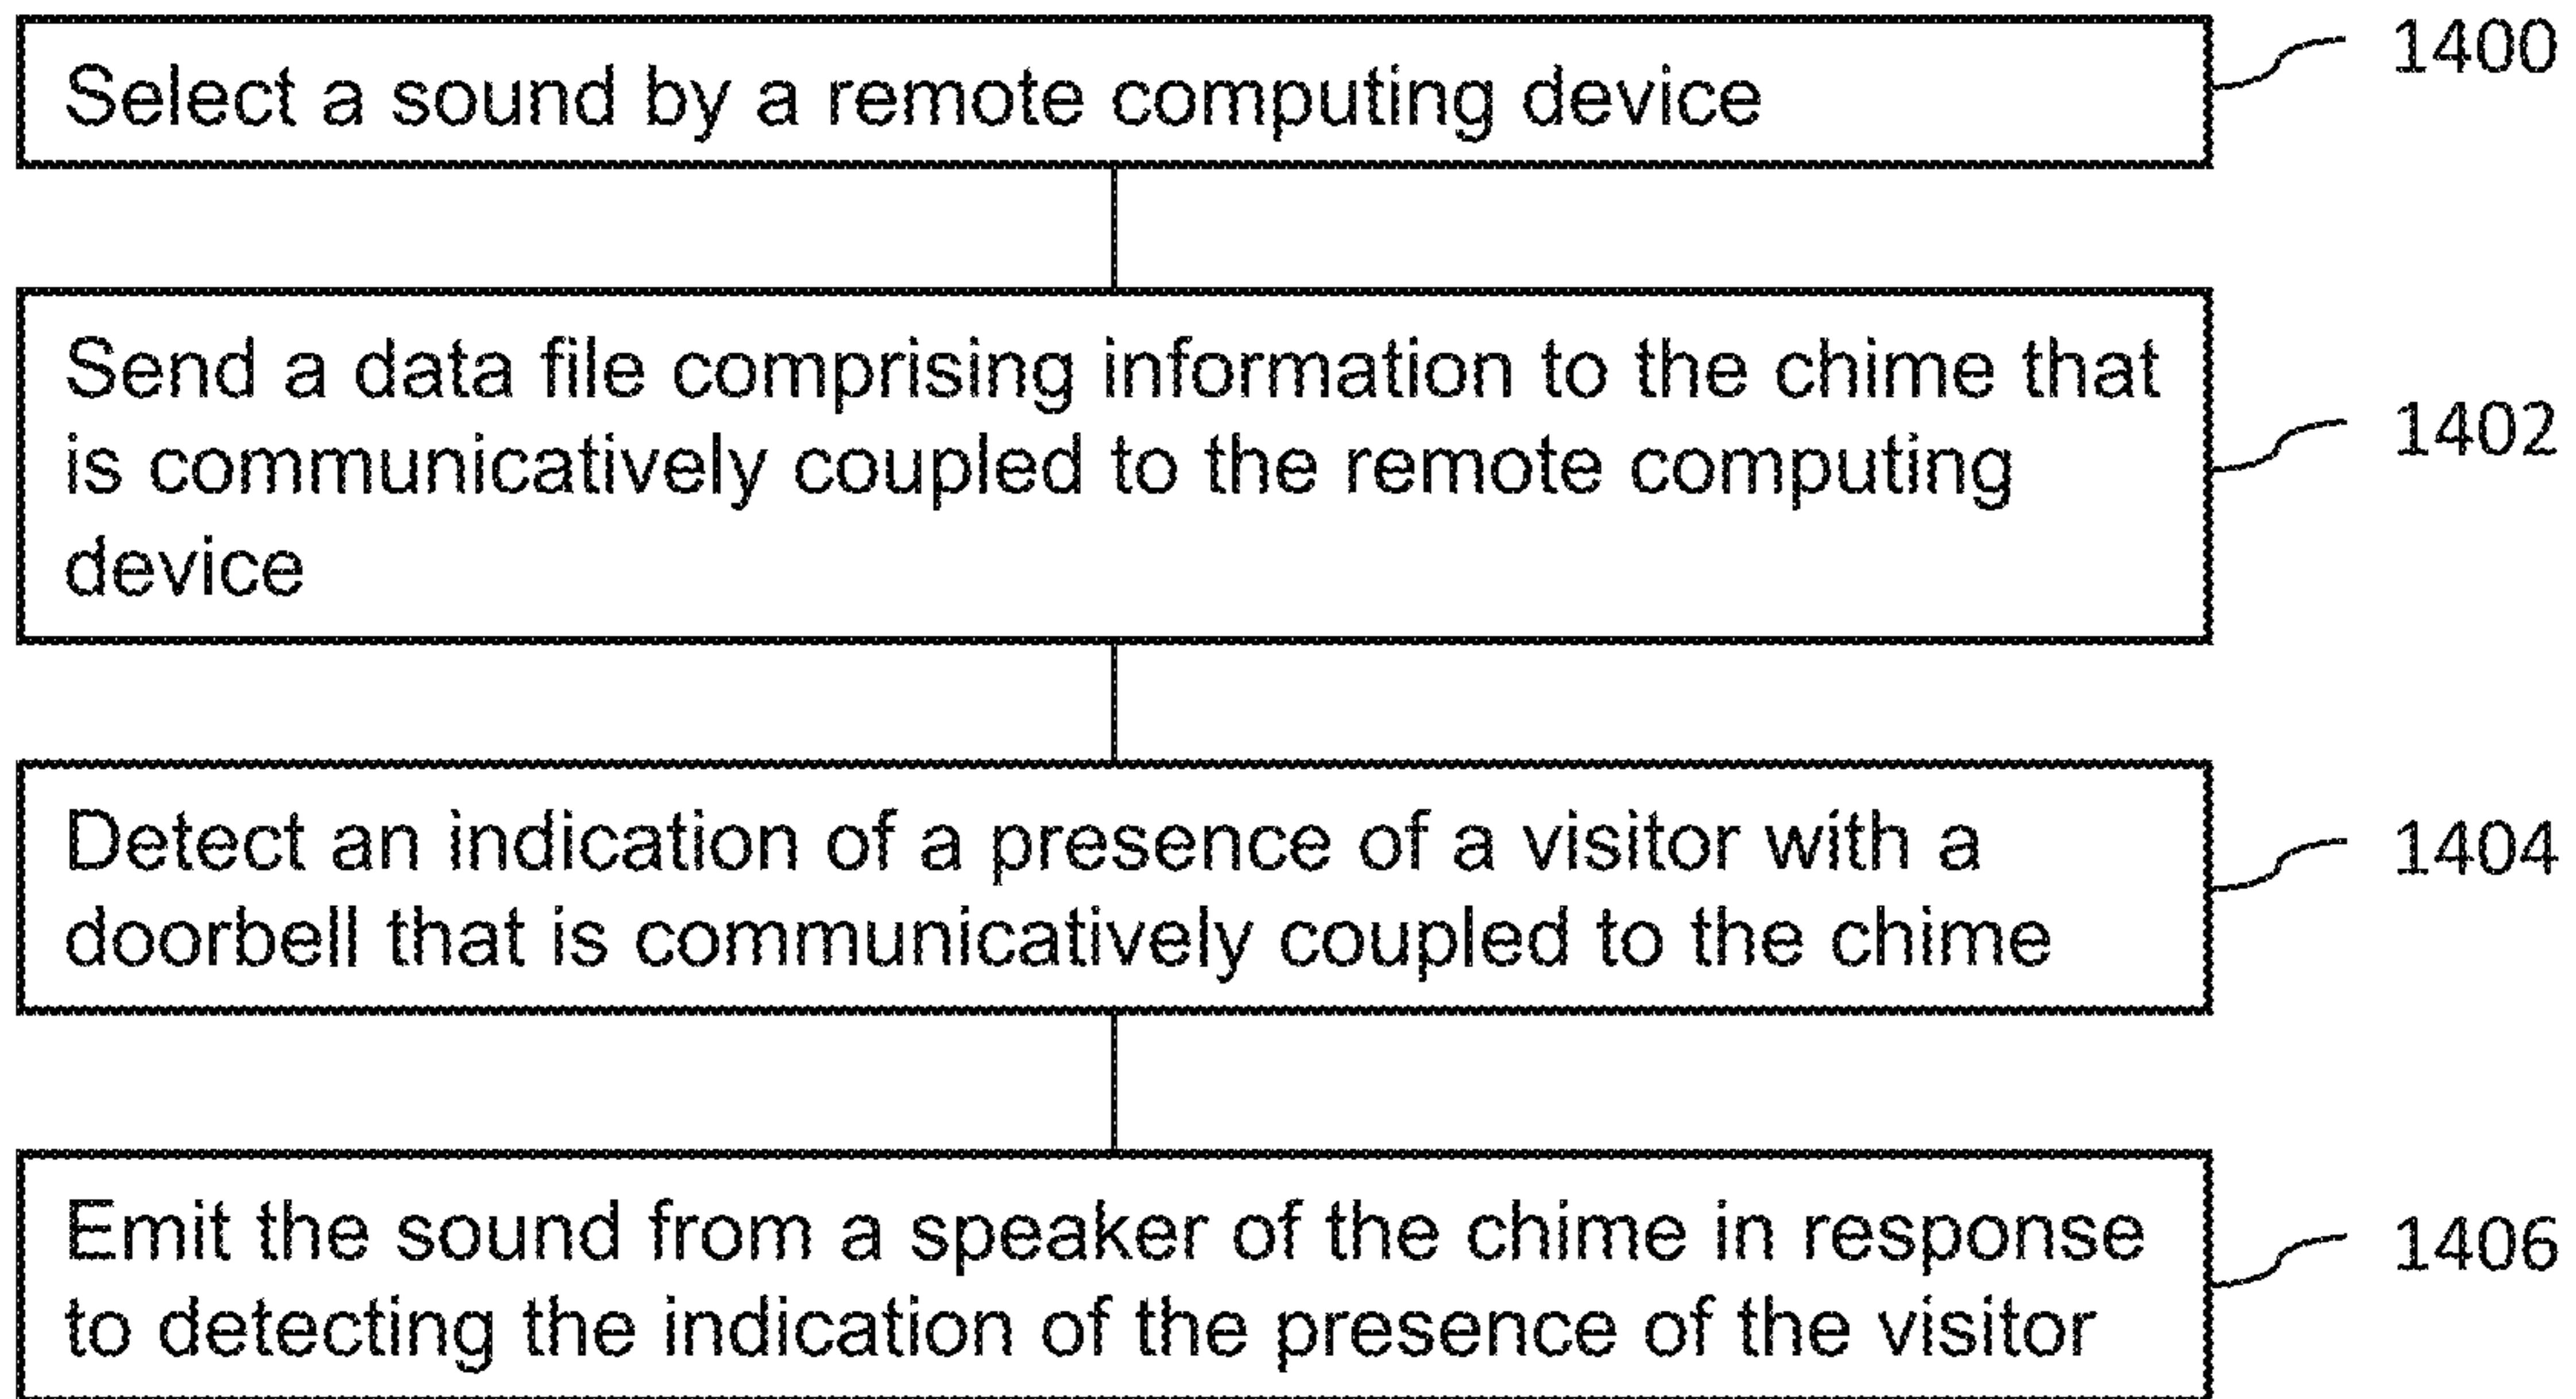 Select a sound by a remote computing device
1400
Send a data file comprising information to the chime that
is communicatively coupled to the remote computing
device
1402
Detect an indication of a presence of a visitor with a
doorbell that is communicatively coupled to the chime
1404
Emit the sound from a speaker of the chime in response
to detecting the indication of the presence of the visitor
1406